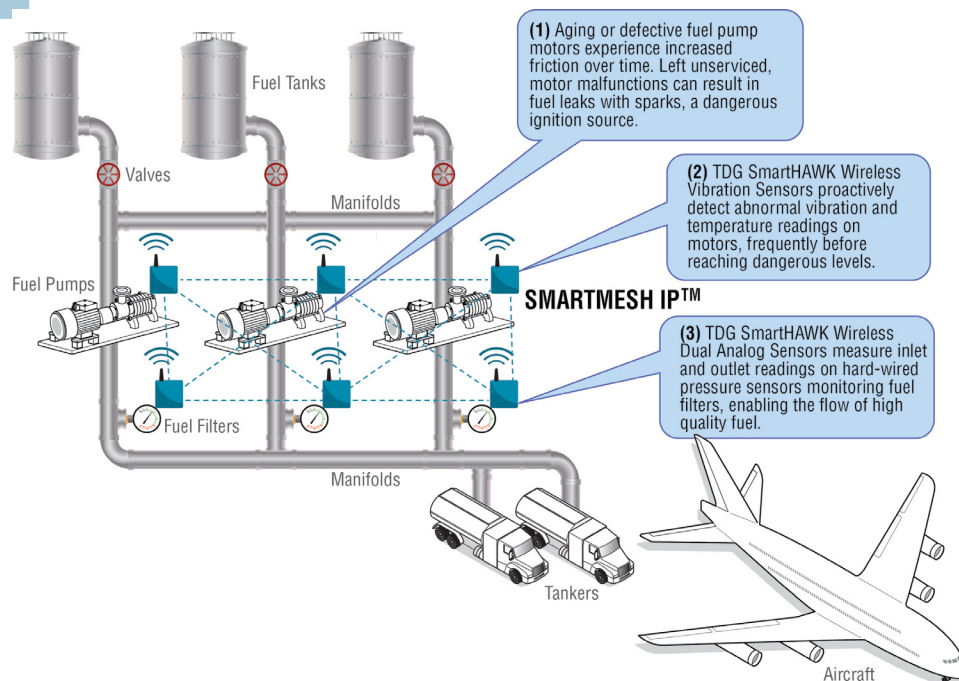 (1) Aging or defective fuel pump
motors experience increased
friction over time. Left unserviced,
motor malfunctions can result in
fuel leaks with sparks, a dangerous
ignition source.
Fuel Tanks
Valves
(2) TDG SmartHAWK Wireless
Vibration Sensors proactively
detect abnormal vibration and
temperature readings on
motors, frequently before
reaching dangerous levels.
Manifolds
Fuel Pumps
SMARTMESH IP™
(3) TDG SmartHAWK Wireless
Dual Analog Sensors measure inlet
and outlet readings on hard-wired
pressure sensors monitoring fuel
filters, enabling the flow of high
quality fuel.
Fuel Filters
Manifolds
Tankers
Aircraft